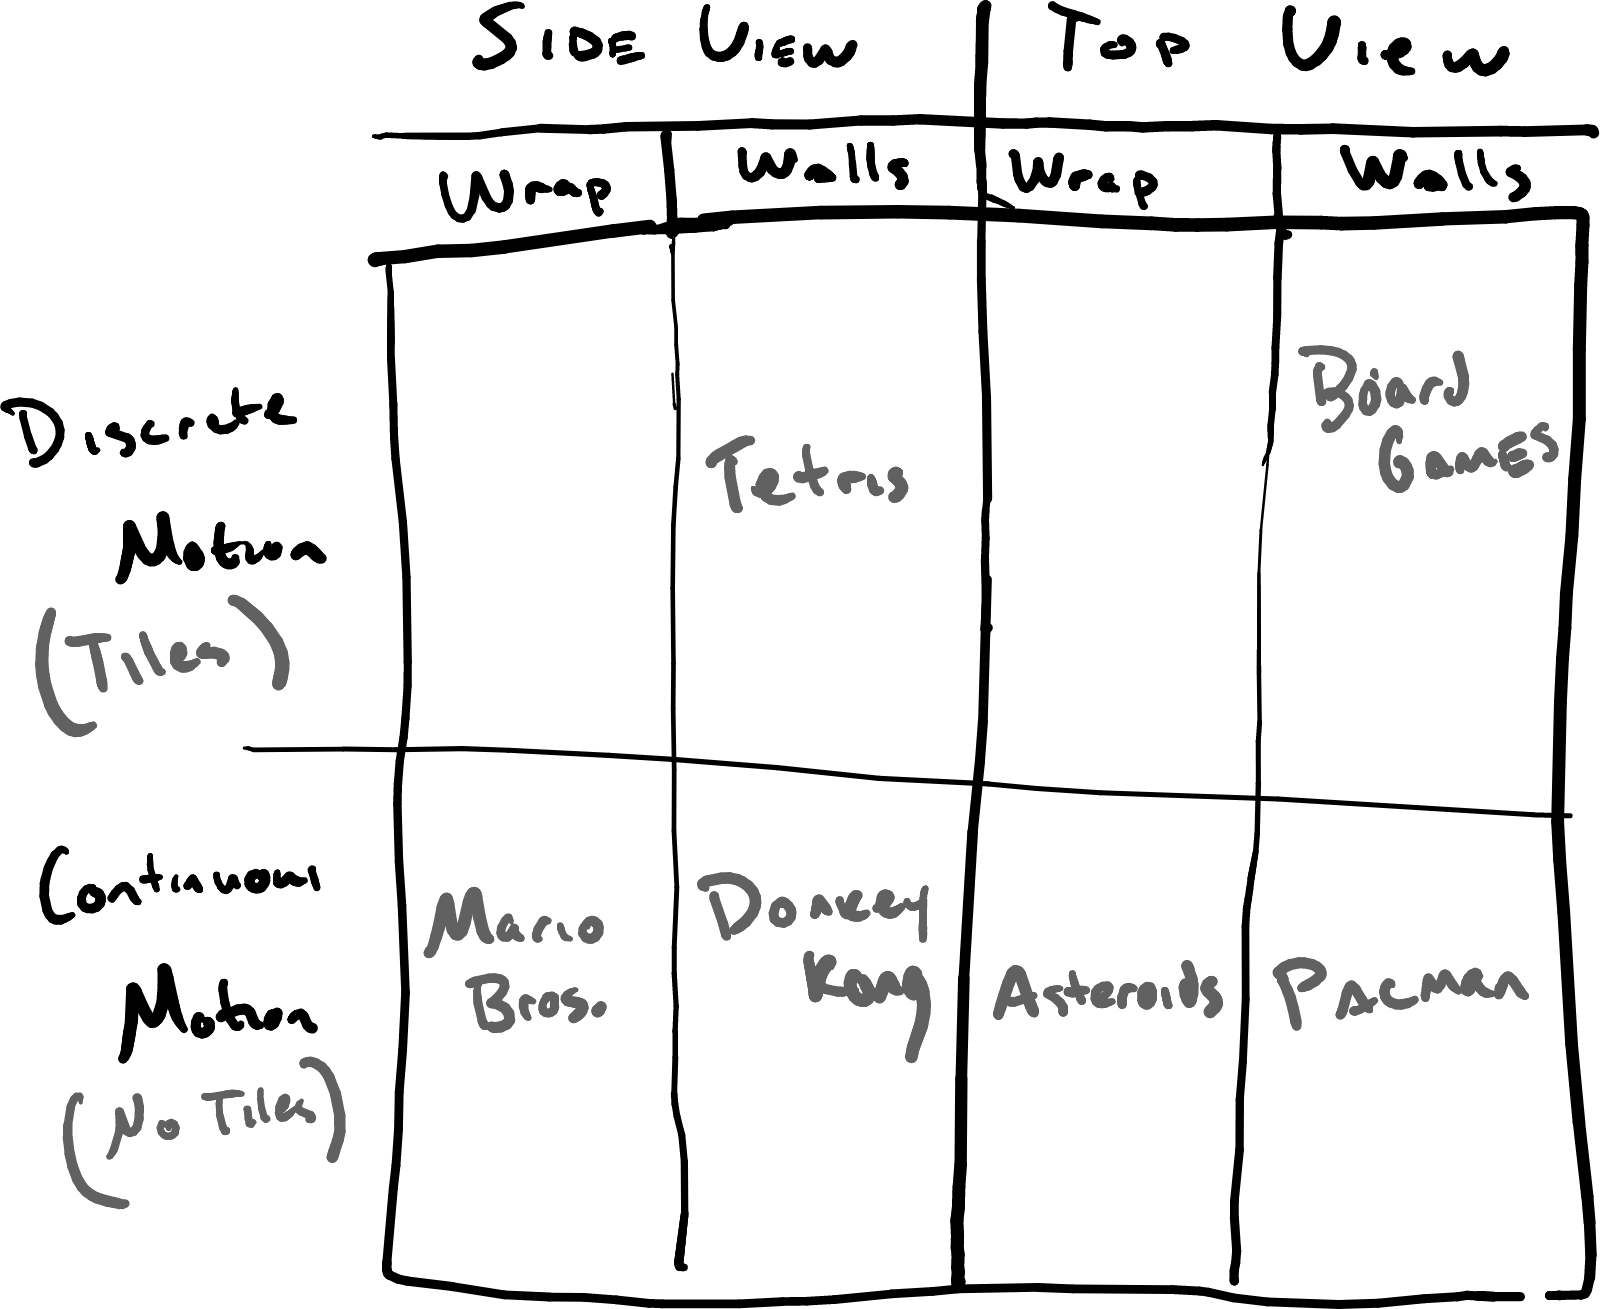 SIDE VIEW Top View
Wrap Walls Wrap Walls
Discrete
Motion
(Tiles)
Tetris
Board
GamES
Continuous
Motion
(No Tiles)
Mario
Bros.
Donkey
Kong
Asteroids
PAcman